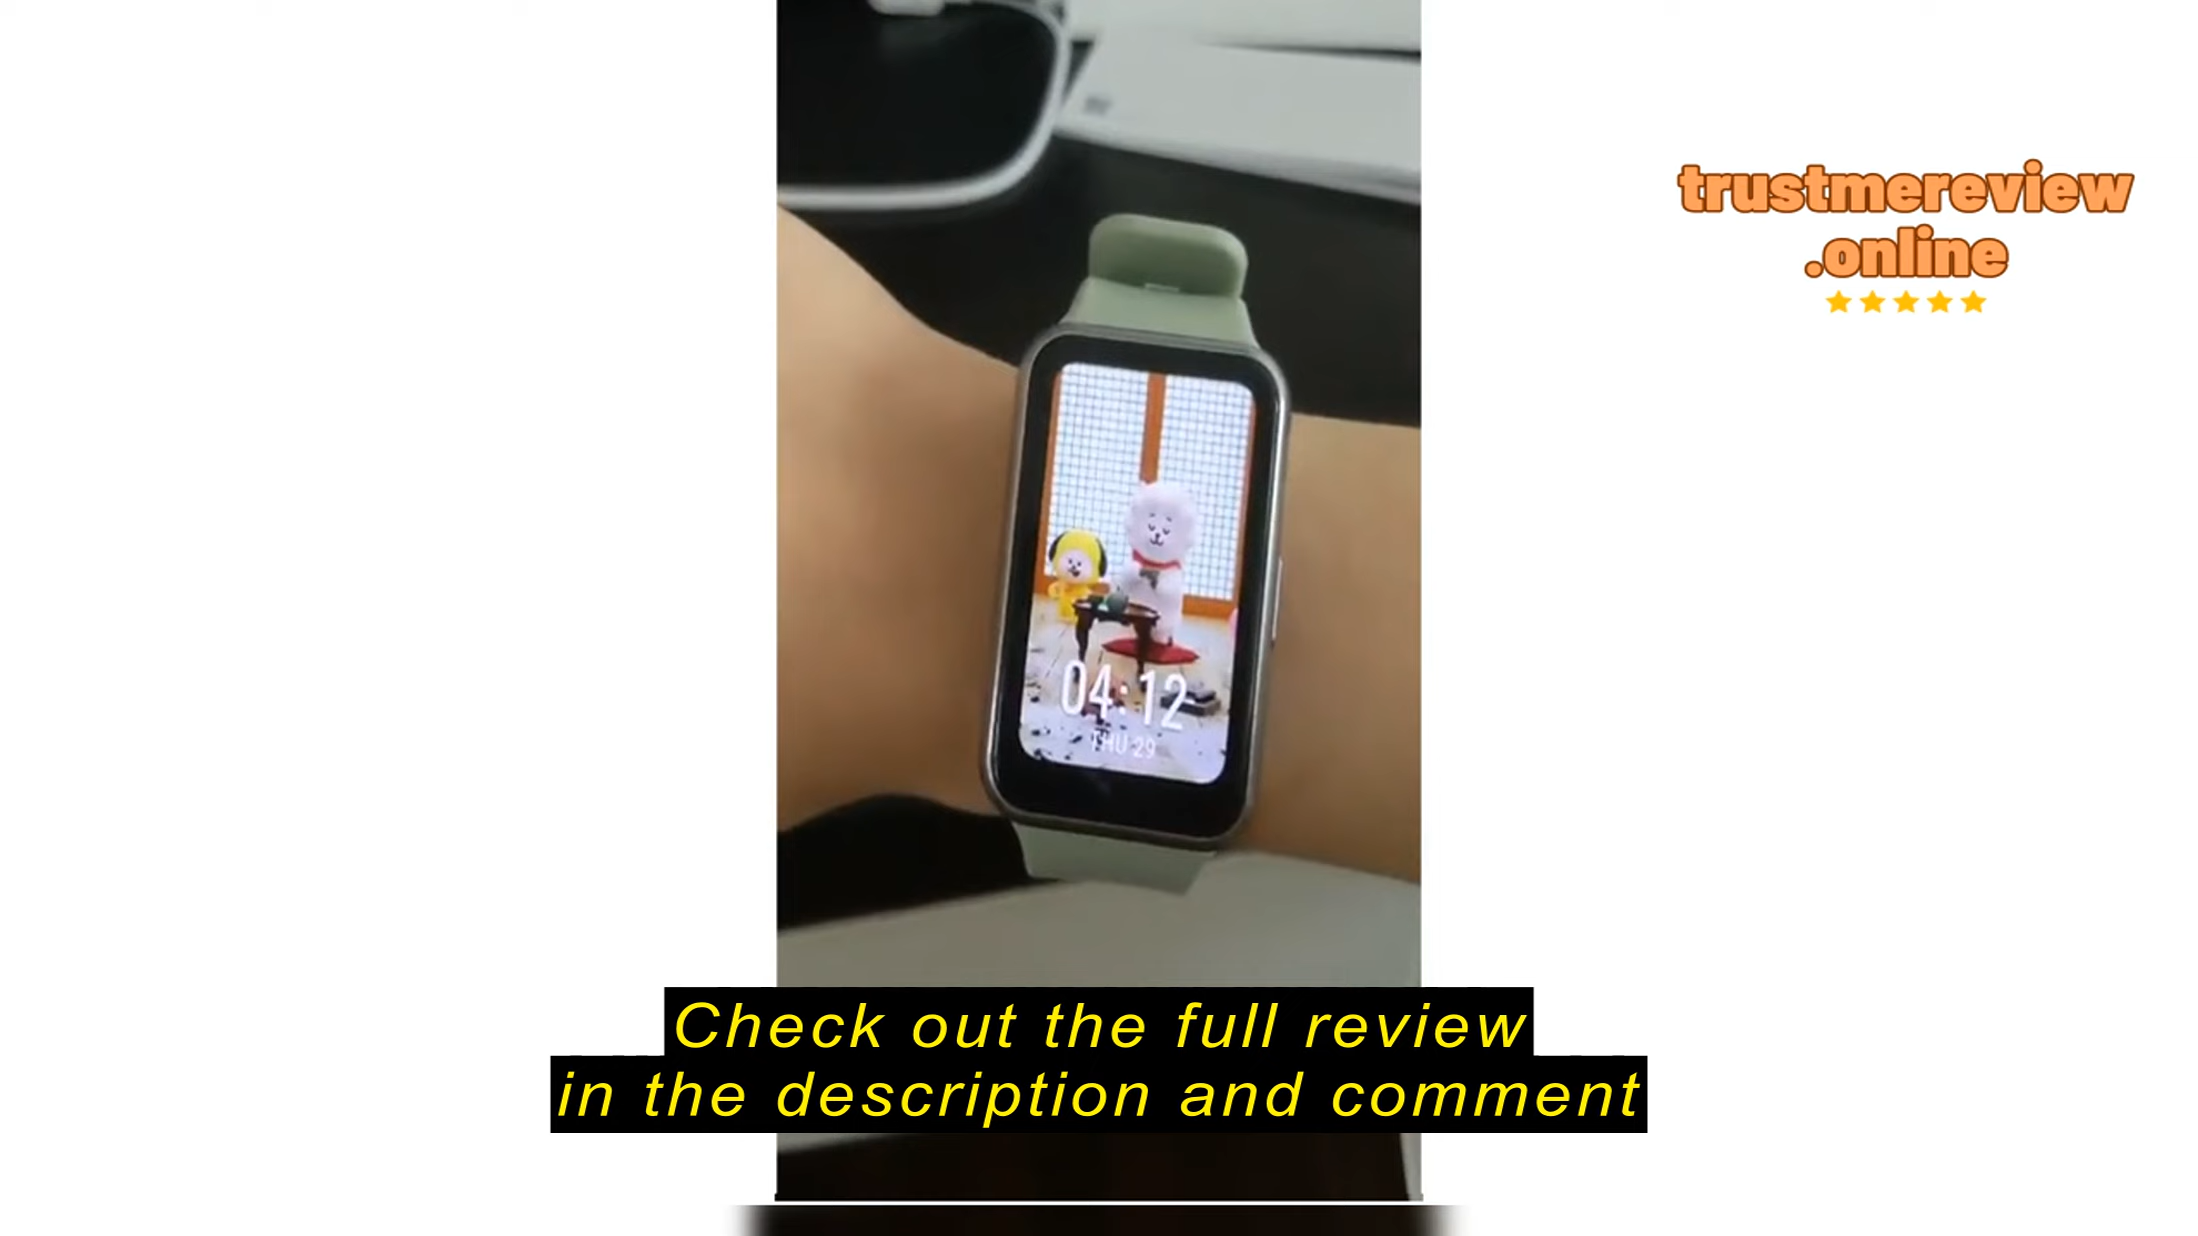 trustmereview
.online
04:12
THU 29
Check out the full review
in the description and comment